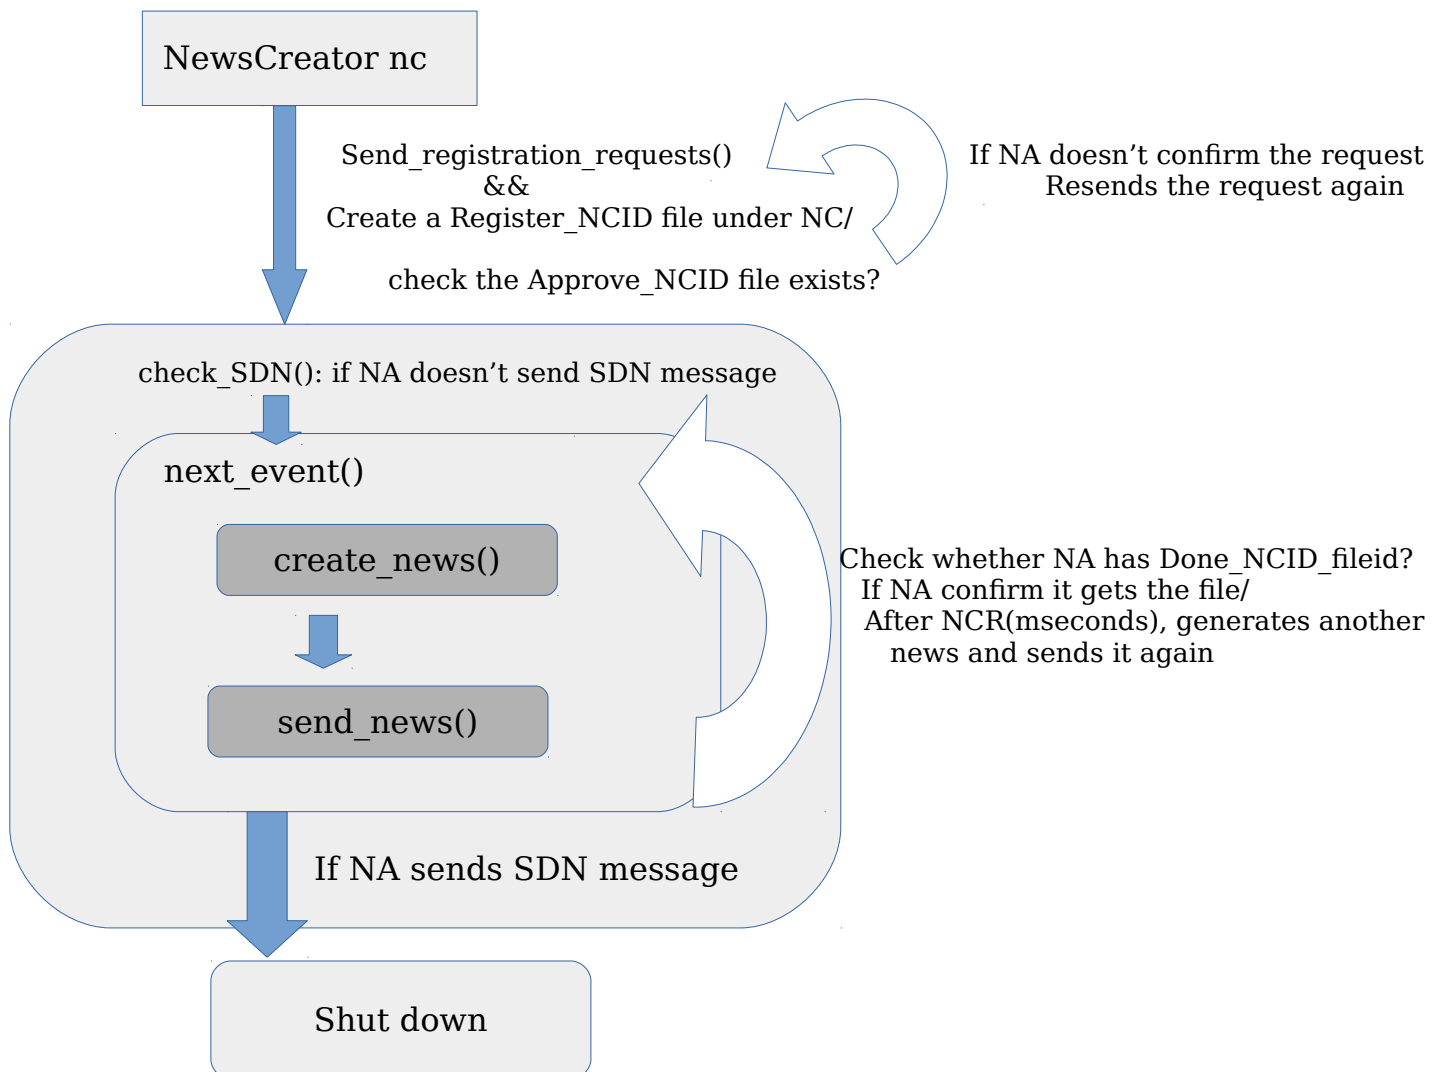 NewsCreator nc
Send_registration_requests()
&&
Create a Register_NCID file under NC/
check the Approve_NCID file exists?
If NA doesn’t confirm the request
Resends the request again
check_SDN(): if NA doesn’t send SDN message
next_event()
create_news()
send_news()
Check whether NA has Done_NCID_fileid?
If NA confirm it gets the file/
After NCR(mseconds), generates another
news and sends it again
If NA sends SDN message
Shut down